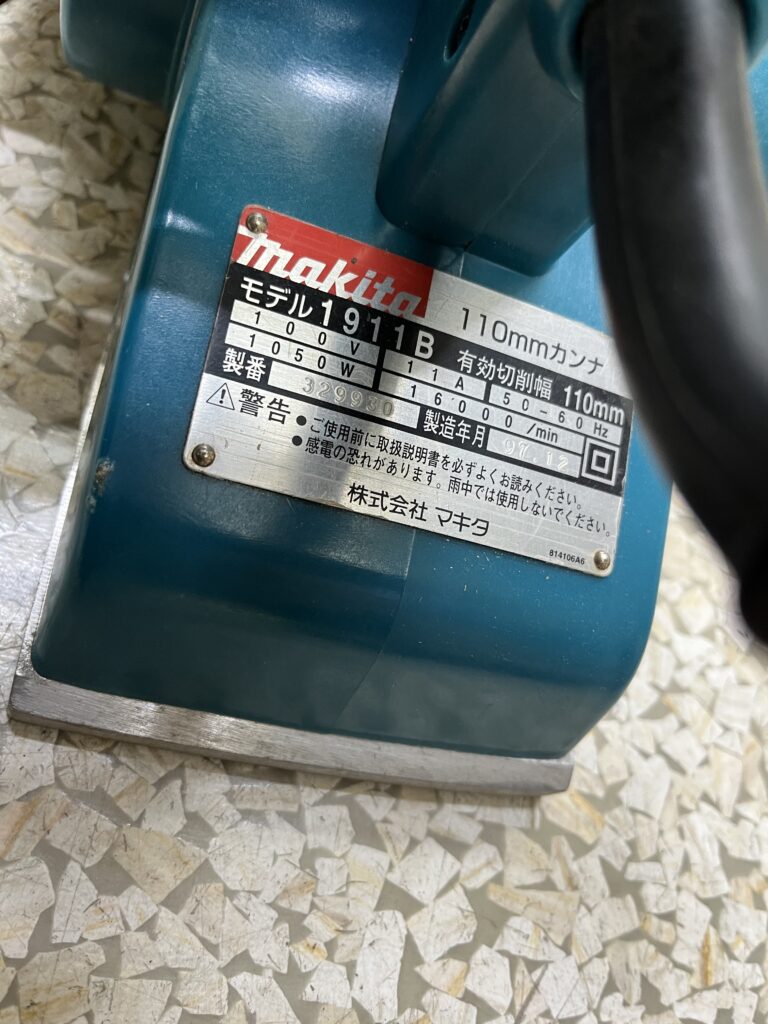 makita
110mmカンナ
モデル1911B
有効切削幅 110mm
100V 11A 50-60Hz
1050W 16000/min
製番 329930 製造年月 97.12
警告 ●ご使用前に取扱説明書を必ずよくお読みください。
●感電の恐れがあります。雨中では使用しないでください。
株式会社 マキタ
814106A6